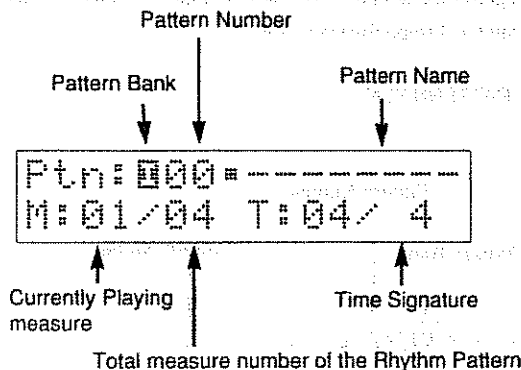 Pattern Number
Pattern Bank
Pattern Name
Ptn: 00■-------
M:01/04 T:04/ 4
Currently Playing
measure
Time Signature
Total measure number of the Rhythm Pattern